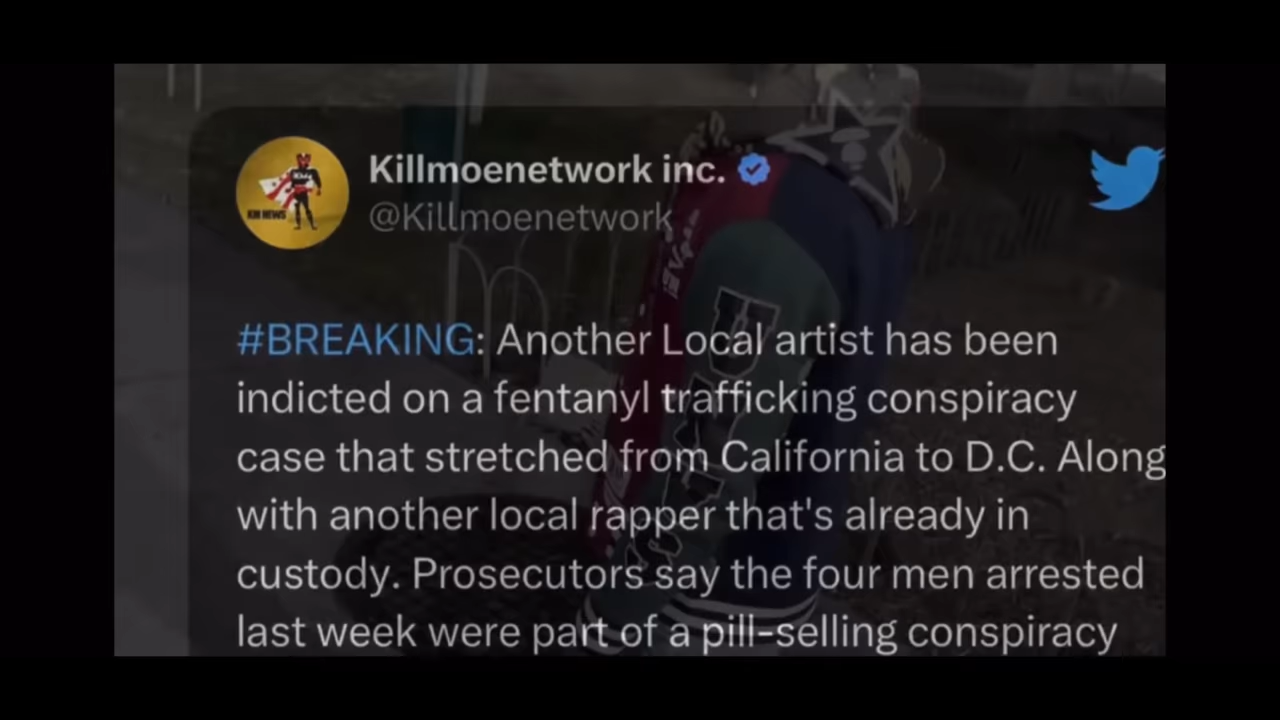 Killmoenetwork inc.
@Killmoenetwork
KM NEWS
#BREAKING: Another Local artist has been
indicted on a fentanyl trafficking conspiracy
case that stretched from California to D.C. Along
with another local rapper that's already in
custody. Prosecutors say the four men arrested
last week were part of a pill-selling conspiracy